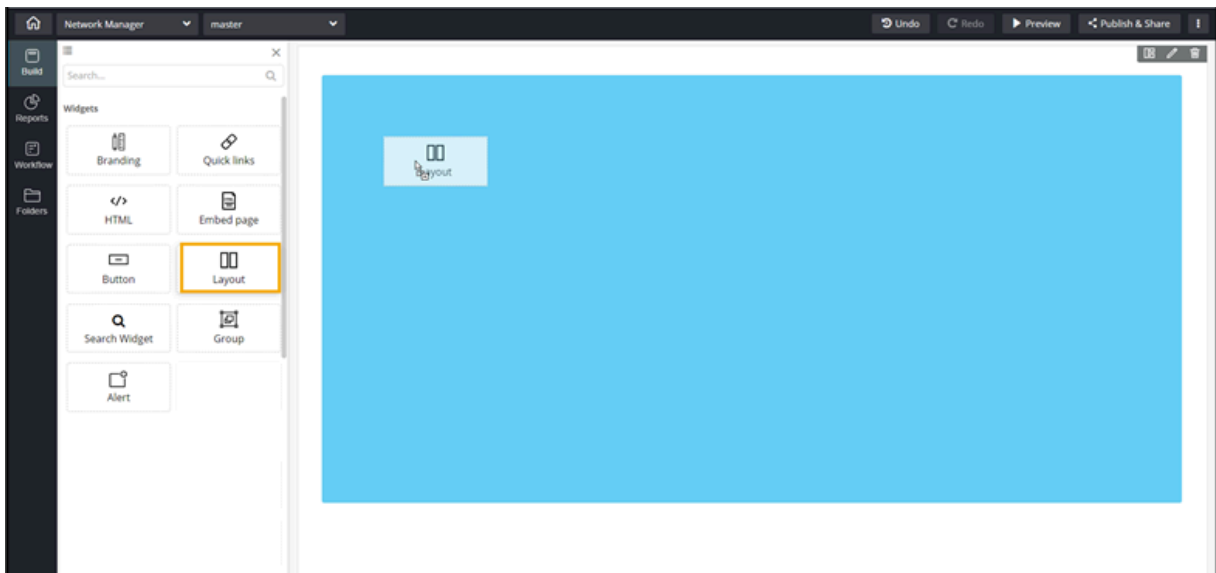 Network Manager
master
Undo
Redo
Preview
Publish & Share
Build
Reports
Workflow
Folders
Search...
Widgets
Branding
Quick links
HTML
Embed page
Button
Layout
Search Widget
Group
Alert
Layout